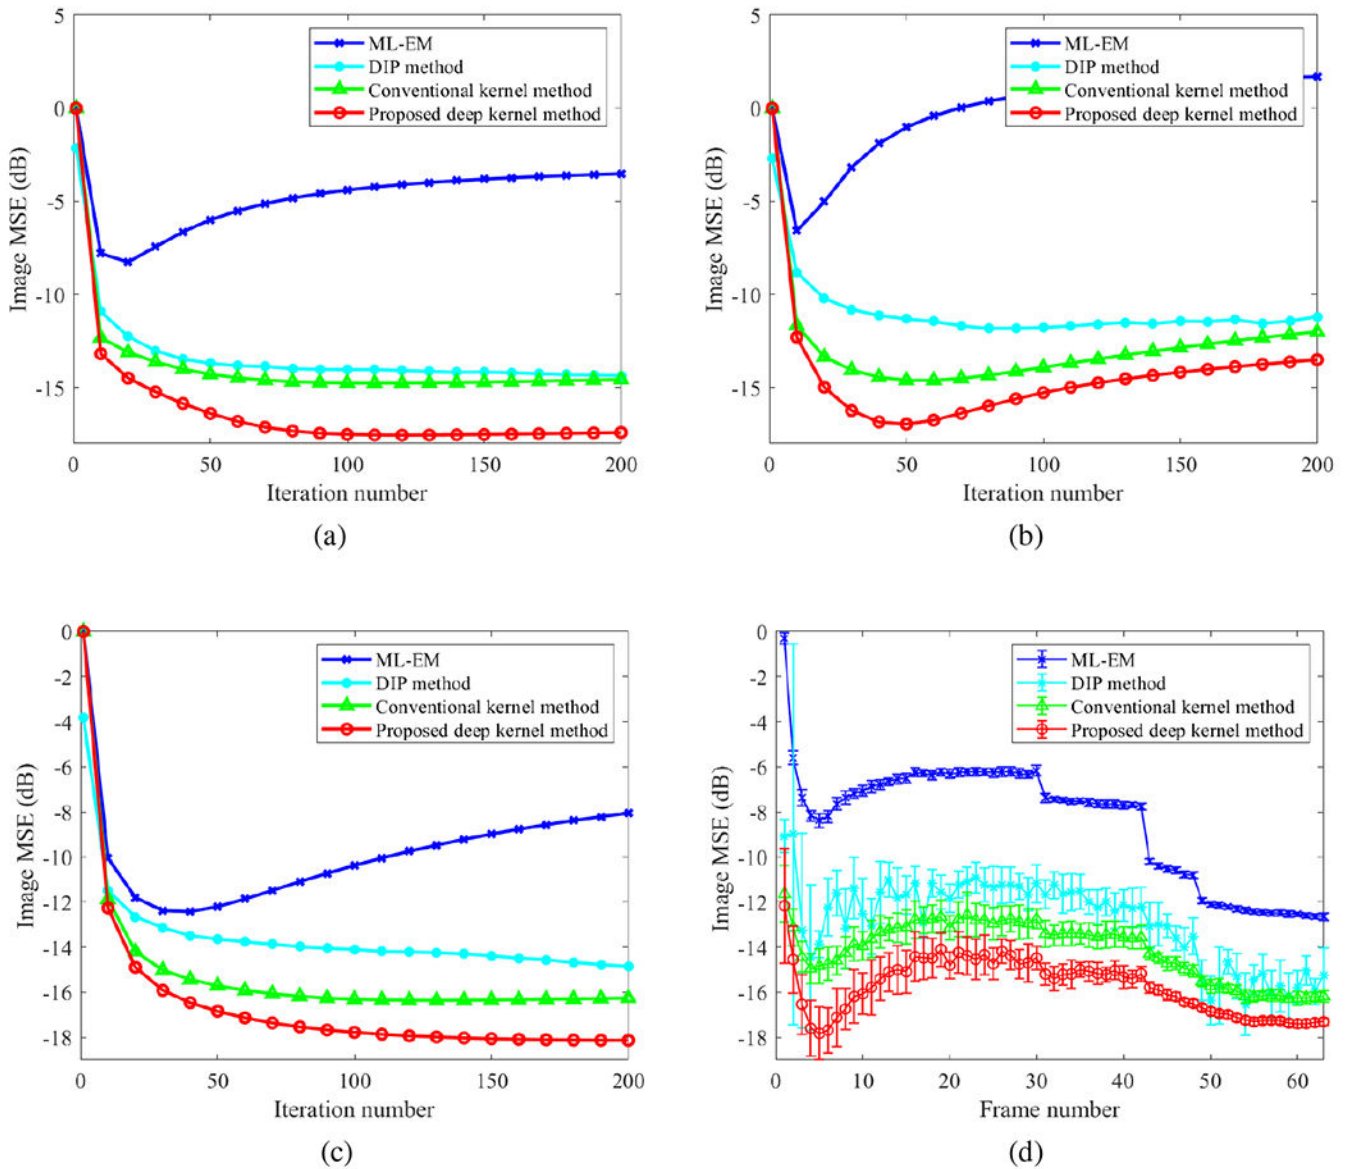 5
0
-5
-10
-15
Image MSE (dB)
ML-EM
DIP method
Conventional kernel method
Proposed deep kernel method
0 50 100 150 200
Iteration number
(a)
5
0
-5
-10
-15
Image MSE (dB)
ML-EM
DIP method
Conventional kernel method
Proposed deep kernel method
0 50 100 150 200
Iteration number
(b)
0
-2
-4
-6
-8
-10
-12
-14
-16
-18
Image MSE (dB)
ML-EM
DIP method
Conventional kernel method
Proposed deep kernel method
0 50 100 150 200
Iteration number
(c)
0
-2
-4
-6
-8
-10
-12
-14
-16
-18
Image MSE (dB)
ML-EM
DIP method
Conventional kernel method
Proposed deep kernel method
0 10 20 30 40 50 60
Frame number
(d)